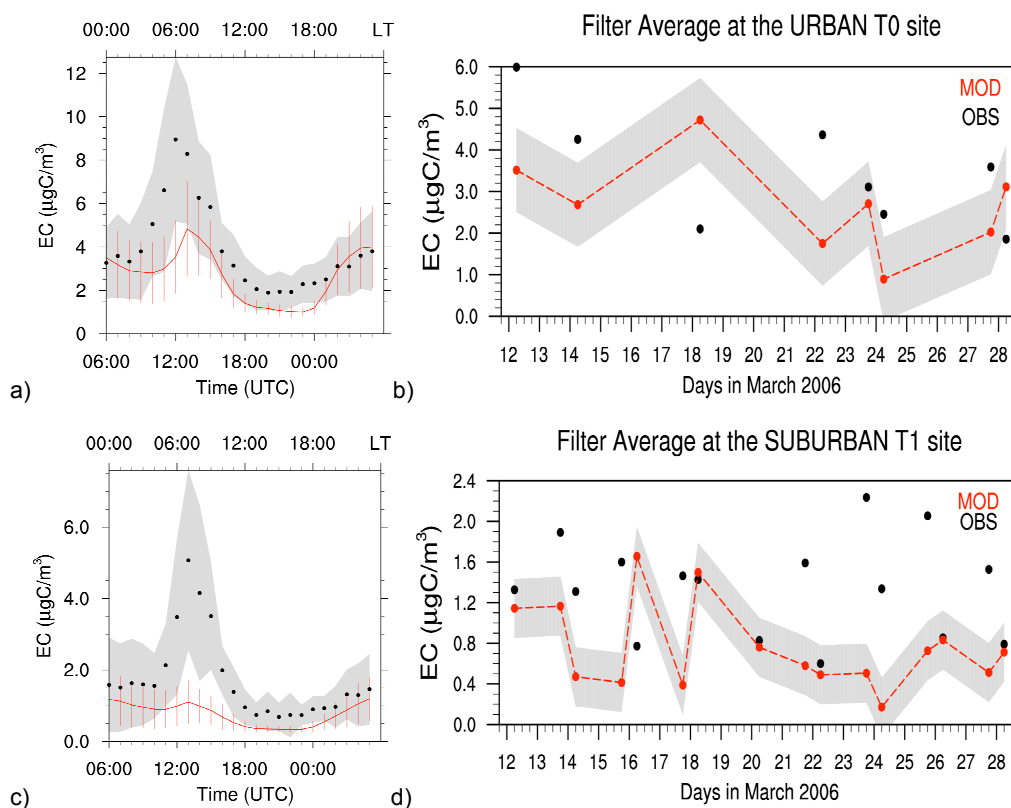 00:00 06:00 12:00 18:00 LT
12
10
8
6
4
2
0
EC (µgC/m³)
06:00 12:00 18:00 00:00
Time (UTC)
a)
Filter Average at the URBAN T0 site
6.0
5.0
4.0
3.0
2.0
1.0
0.0
EC (µgC/m³)
MOD
OBS
12 13 14 15 16 17 18 19 20 21 22 23 24 25 26 27 28
Days in March 2006
b)
00:00 06:00 12:00 18:00 LT
6.0
4.0
2.0
0.0
EC (µgC/m³)
06:00 12:00 18:00 00:00
Time (UTC)
c)
Filter Average at the SUBURBAN T1 site
2.4
2.0
1.6
1.2
0.8
0.4
0.0
EC (µgC/m³)
MOD
OBS
12 13 14 15 16 17 18 19 20 21 22 23 24 25 26 27 28
Days in March 2006
d)